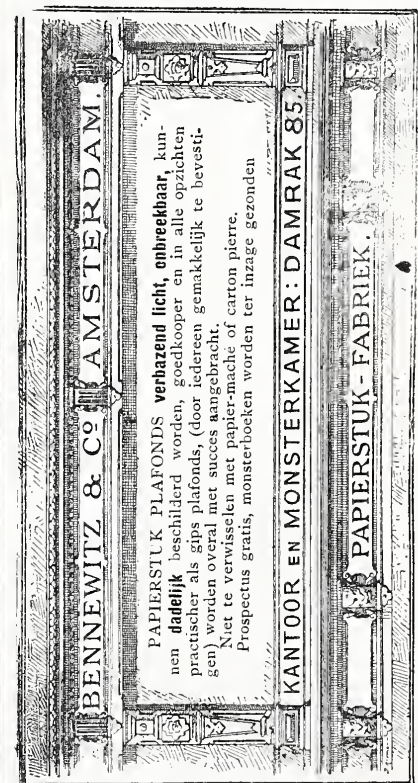 BENNEWITZ & Co AMSTERDAM.
PAPIERSTUK PLAFONDS verbazend licht, onbreekbaar, kun-
nen dadelijk beschilderd worden, goedkooper en in alle opzichten
practischer als gips plafonds, (door iedereen gemakkelijk te bevesti-
gen) worden overal met succes aangebracht.
Niet te verwisselen met papier-maché of carton pierre.
Prospectus gratis, monsterboeken worden ter inzage gezonden
KANTOOR EN MONSTERKAMER: DAMRAK 85.
PAPIERSTUK-FABRIEK.